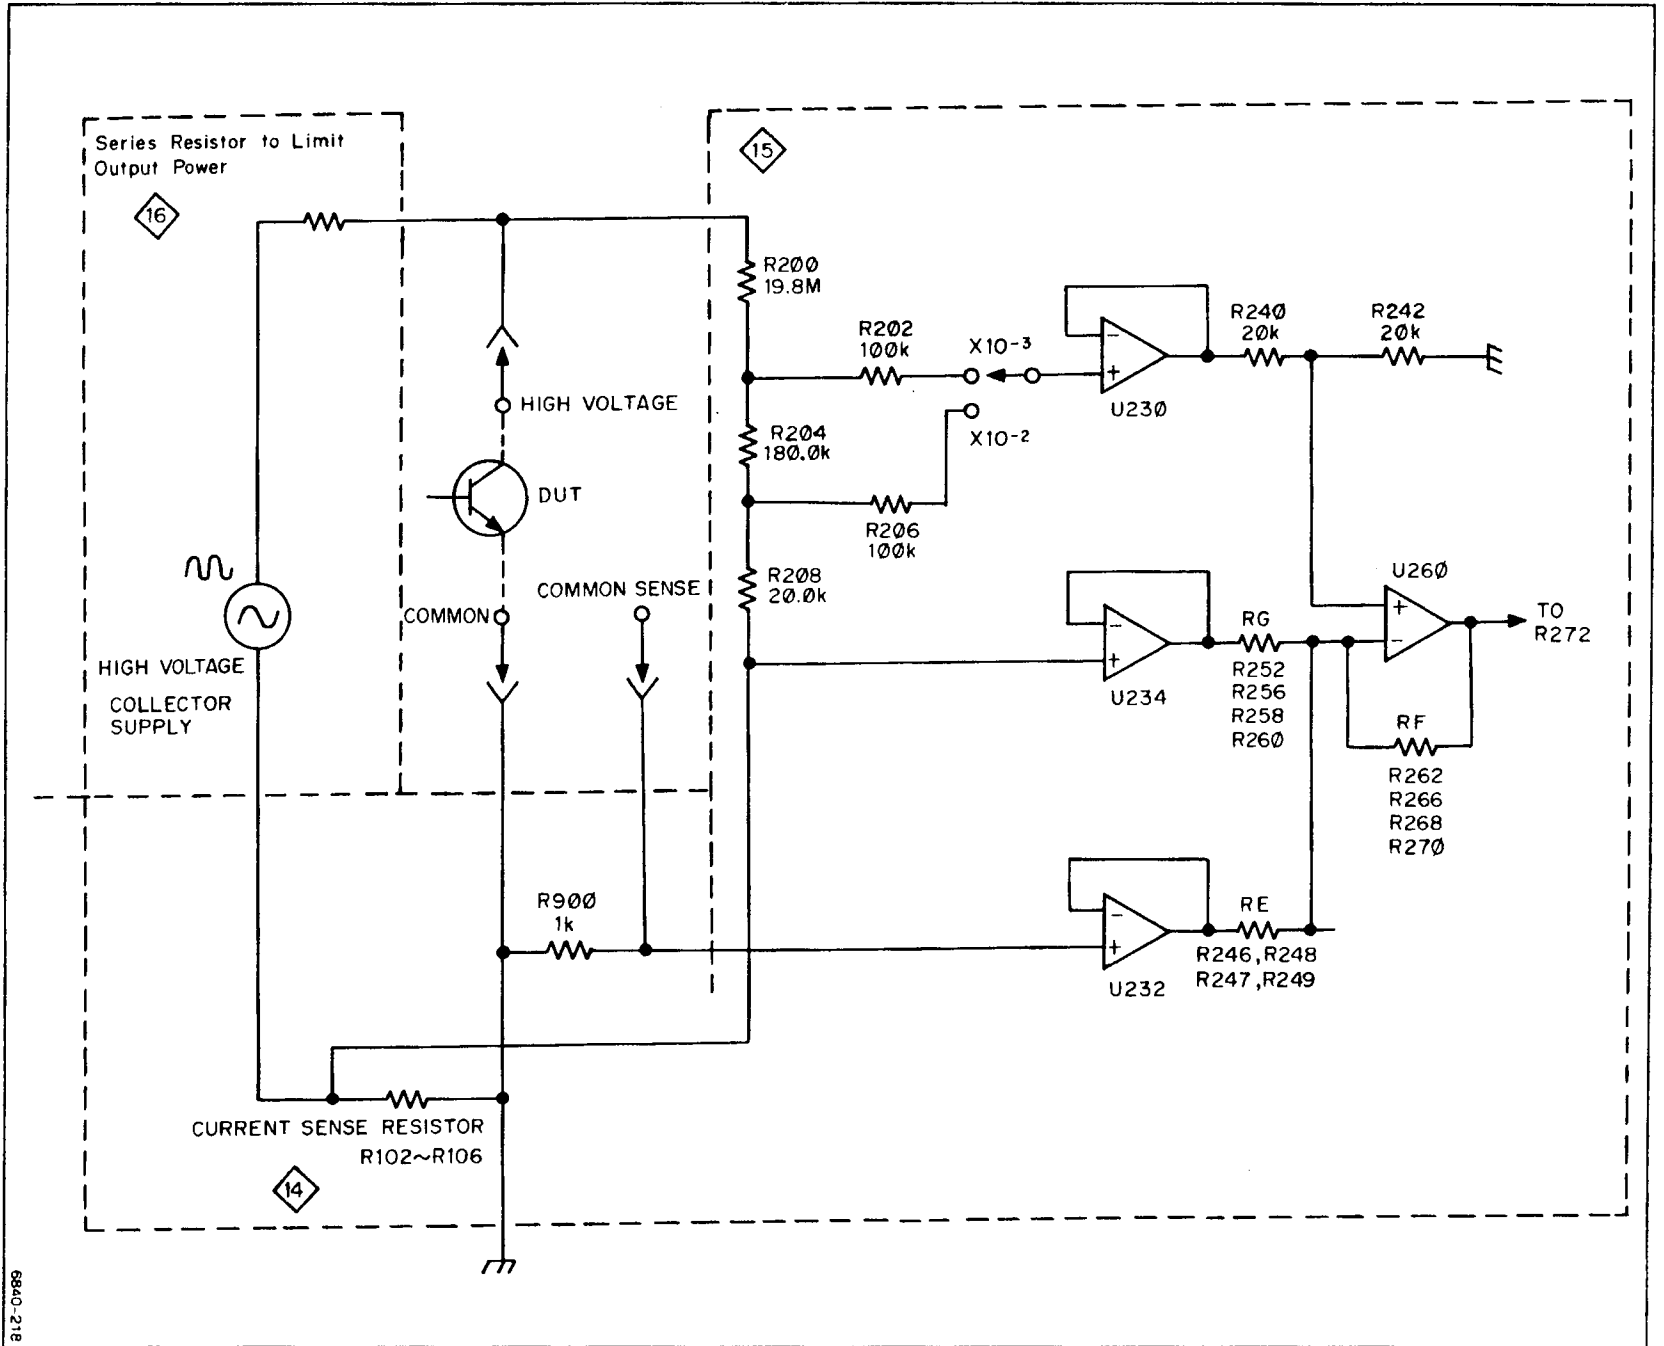 Series Resistor to Limit
Output Power
16
15
R200
19.8M
R202
100k
X10-3
X10-2
U230
R240
20k
R242
20k
HIGH VOLTAGE
R204
180.0k
DUT
R206
100k
COMMON SENSE
COMMON
R208
20.0k
HIGH VOLTAGE
COLLECTOR
SUPPLY
- +
- +
+ -
- +
U234
RG
R252
R256
R258
R260
U260
TO
R272
RF
R262
R266
R268
R270
R900
1k
U232
RE
R246,R248
R247,R249
CURRENT SENSE RESISTOR
R102~R106
14
6840-218